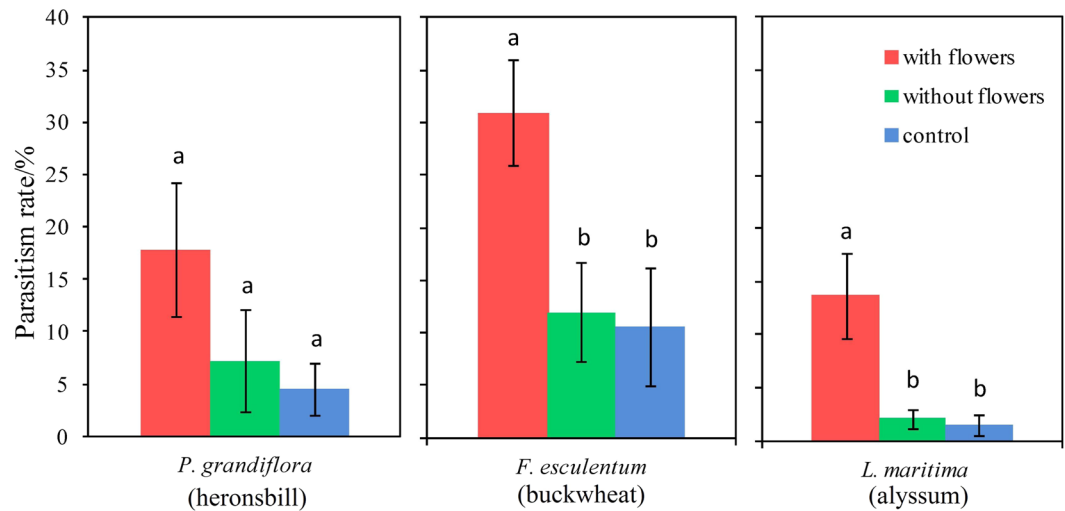 Parasitism rate/%
40
35
30
25
20
15
10
5
0
a
a
a
P. grandiflora
(heronsbill)
a
b
b
F. esculentum
(buckwheat)
with flowers
without flowers
control
a
b
b
L. maritima
(alyssum)